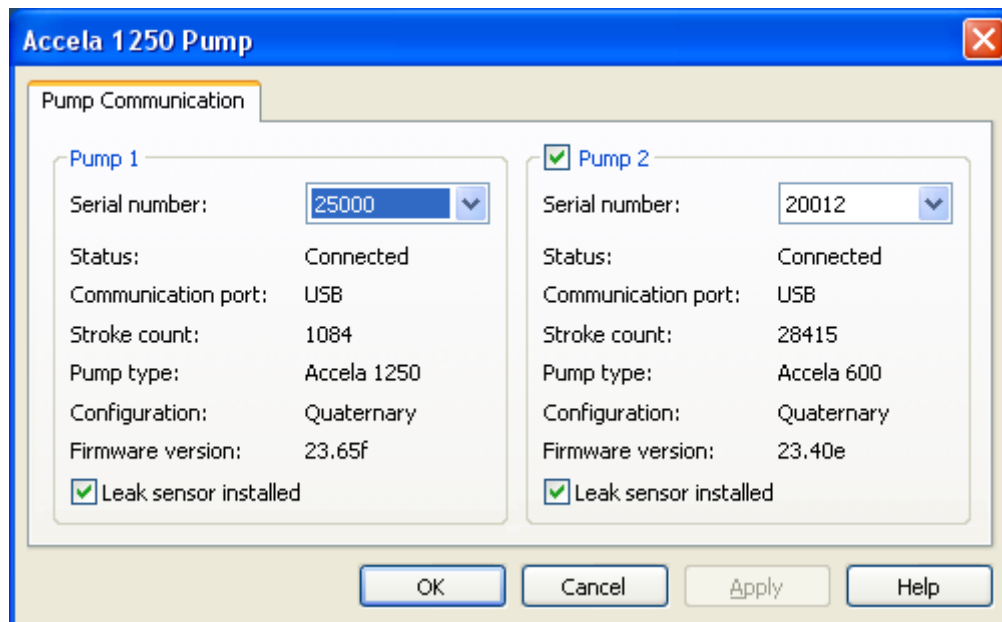 Accela 1250 Pump
Pump Communication
Pump 1
Serial number: 25000
Status: Connected
Communication port: USB
Stroke count: 1084
Pump type: Accela 1250
Configuration: Quaternary
Firmware version: 23.65f
Leak sensor installed
Pump 2
Serial number: 20012
Status: Connected
Communication port: USB
Stroke count: 28415
Pump type: Accela 600
Configuration: Quaternary
Firmware version: 23.40e
Leak sensor installed
OK Cancel Apply Help